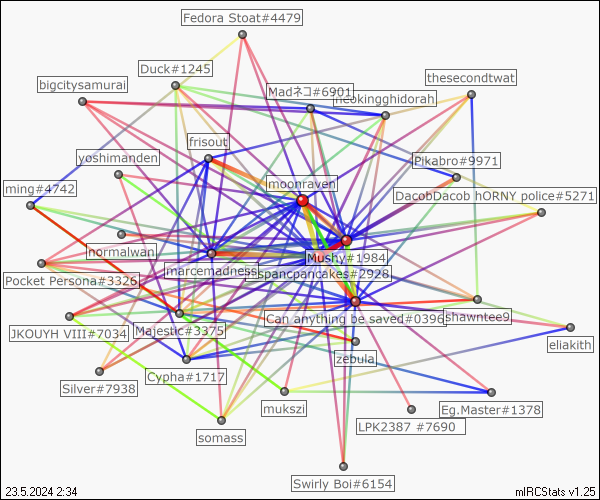 Fedora Stoat#4479
Duck#1245
thesecondtwat
bigcitysamurai
Madネコ#6901
neokingghidorah
frisout
yoshimanden
Pikabro#9971
moonraven
ming#4742
DacobDacob hORNY police#5271
normalwan
Mushy#1984
marcemadness
nspancpancakes#2928
Pocket Persona#3326
Can anything be saved#0396
shawntee9
JKOUYH VIII#7034
Majestic#3375
eliakith
zebula
Cypha#1717
Silver#7938
mukszi
Eg.Master#1378
LPK2387 #7690
somass
Swirly Boi#6154
23.5.2024 2:34
mIRCStats v1.25